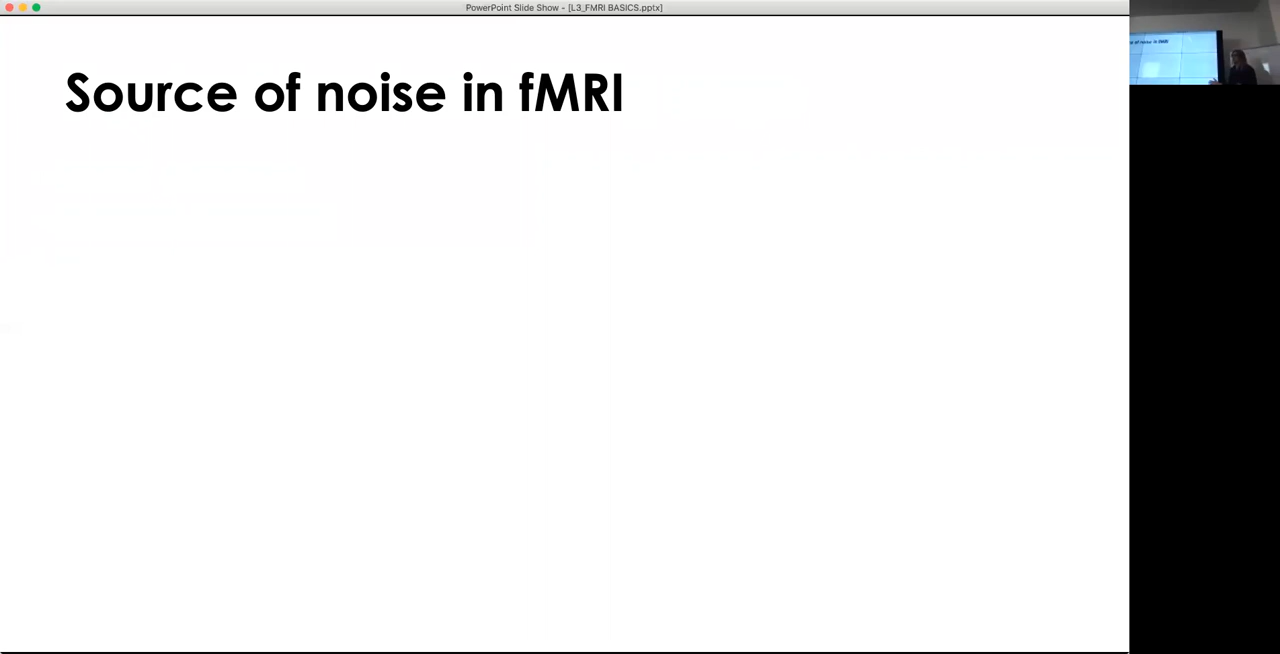 PowerPoint Slide Show - [L3_FMRI BASICS.pptx]
Source of noise in fMRI